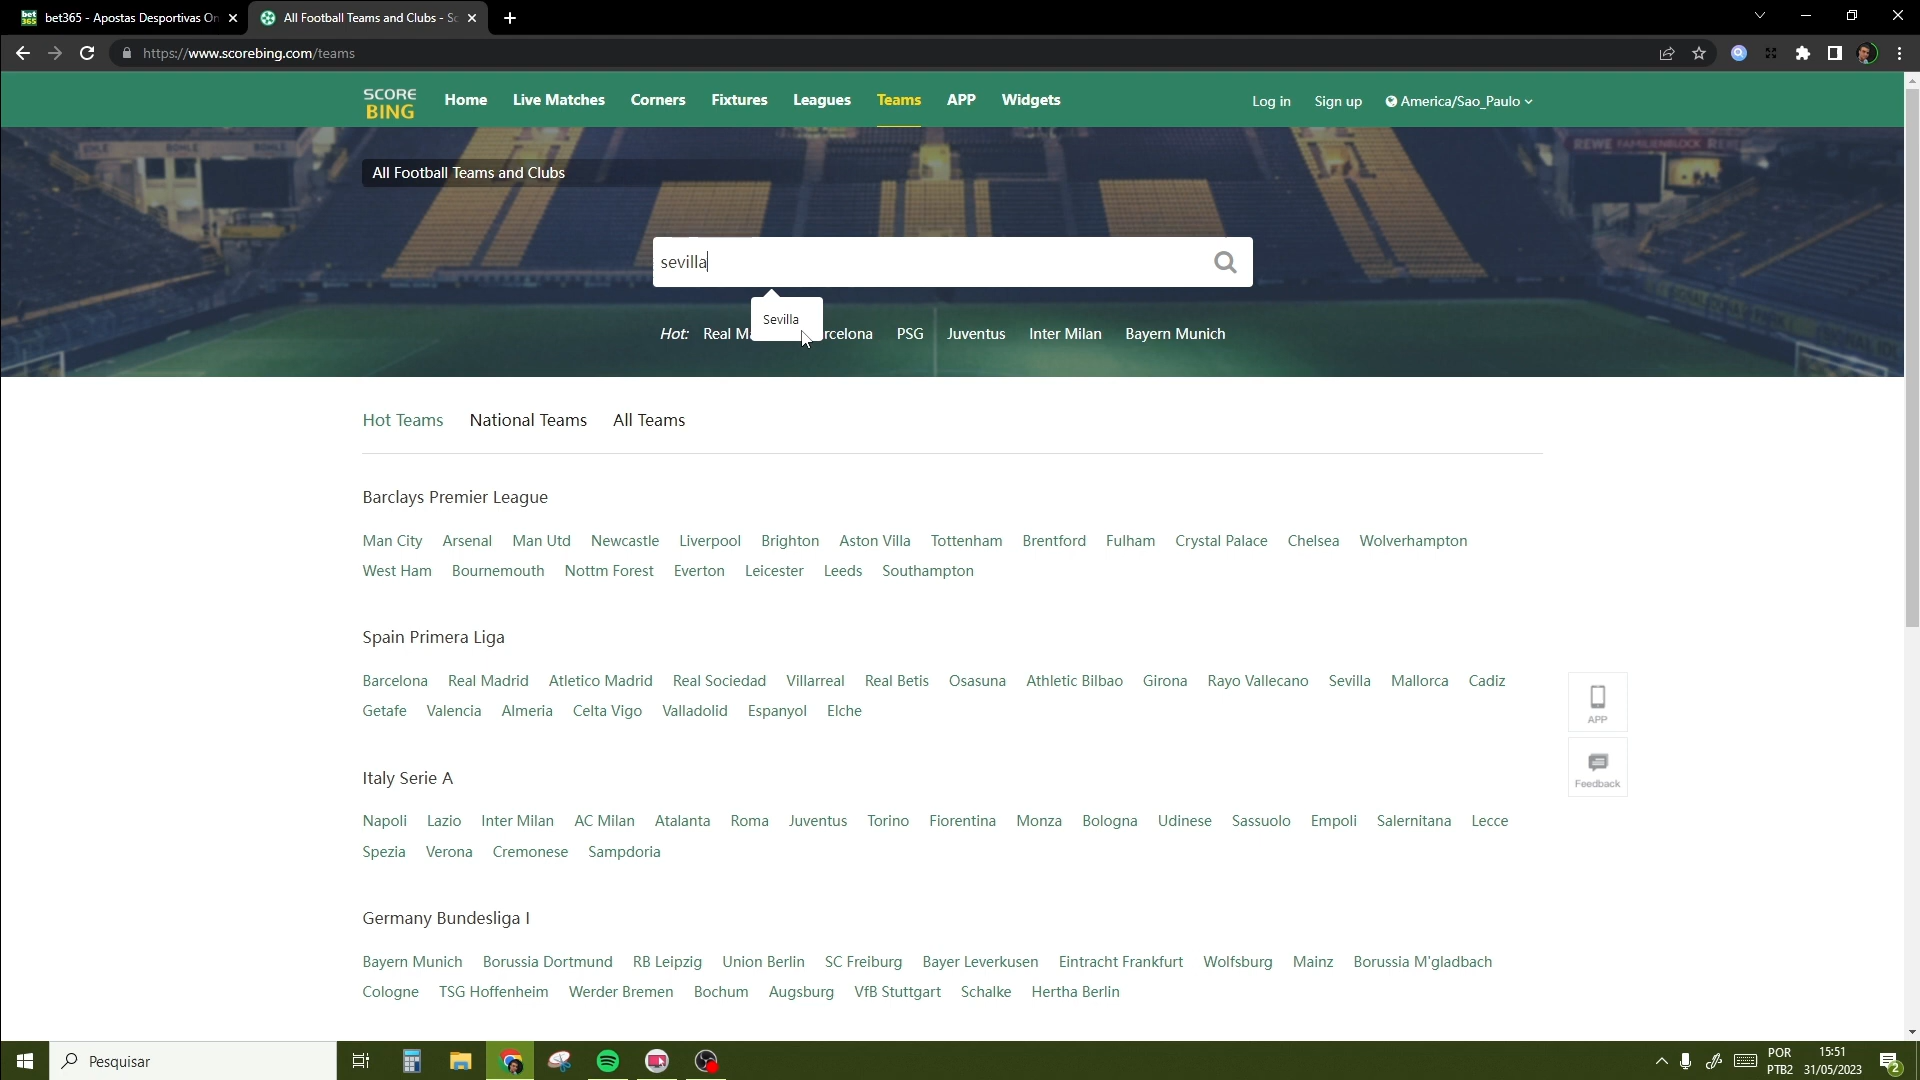 bet365 - Apostas Desportivas On
All Football Teams and Clubs - Sc
https://www.scorebing.com/teams
SCORE
BING
Home Live Matches Corners Fixtures Leagues Teams APP Widgets
Log in Sign up America/Sao_Paulo
All Football Teams and Clubs
sevilla
Sevilla
Hot: Real Ma rcelona PSG Juventus Inter Milan Bayern Munich
Hot Teams National Teams All Teams
Barclays Premier League
Man City Arsenal Man Utd Newcastle Liverpool Brighton Aston Villa Tottenham Brentford Fulham Crystal Palace Chelsea Wolverhampton
West Ham Bournemouth Nottm Forest Everton Leicester Leeds Southampton
Spain Primera Liga
Barcelona Real Madrid Atletico Madrid Real Sociedad Villarreal Real Betis Osasuna Athletic Bilbao Girona Rayo Vallecano Sevilla Mallorca Cadiz
Getafe Valencia Almeria Celta Vigo Valladolid Espanyol Elche
APP
Feedback
Italy Serie A
Napoli Lazio Inter Milan AC Milan Atalanta Roma Juventus Torino Fiorentina Monza Bologna Udinese Sassuolo Empoli Salernitana Lecce
Spezia Verona Cremonese Sampdoria
Germany Bundesliga I
Bayern Munich Borussia Dortmund RB Leipzig Union Berlin SC Freiburg Bayer Leverkusen Eintracht Frankfurt Wolfsburg Mainz Borussia M'gladbach
Cologne TSG Hoffenheim Werder Bremen Bochum Augsburg VfB Stuttgart Schalke Hertha Berlin
Pesquisar
POR
PTB2
15:51
31/05/2023
2